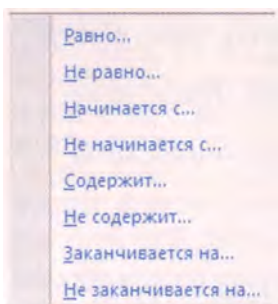 Равно...
Не равно...
Начинается с...
Не начинается с...
Содержит...
Не содержит...
Заканчивается на...
Не заканчивается на...